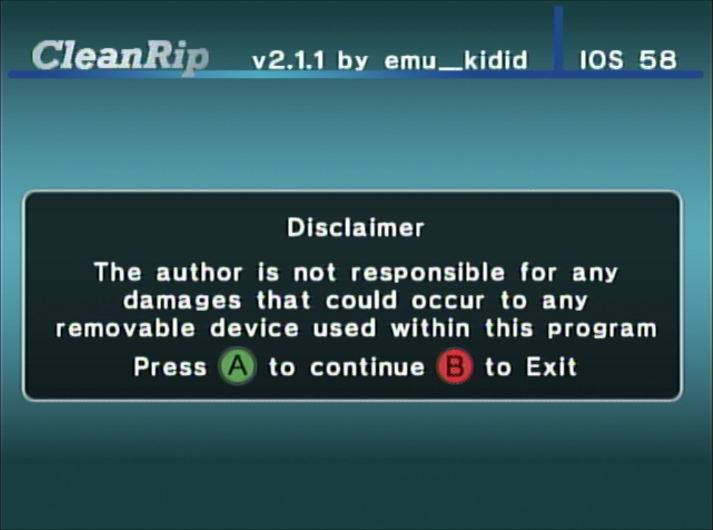 CleanRip v2.1.1 by emu_kidid IOS 58
Disclaimer
The author is not responsible for any
damages that could occur to any
removable device used within this program
Press A to continue B to Exit